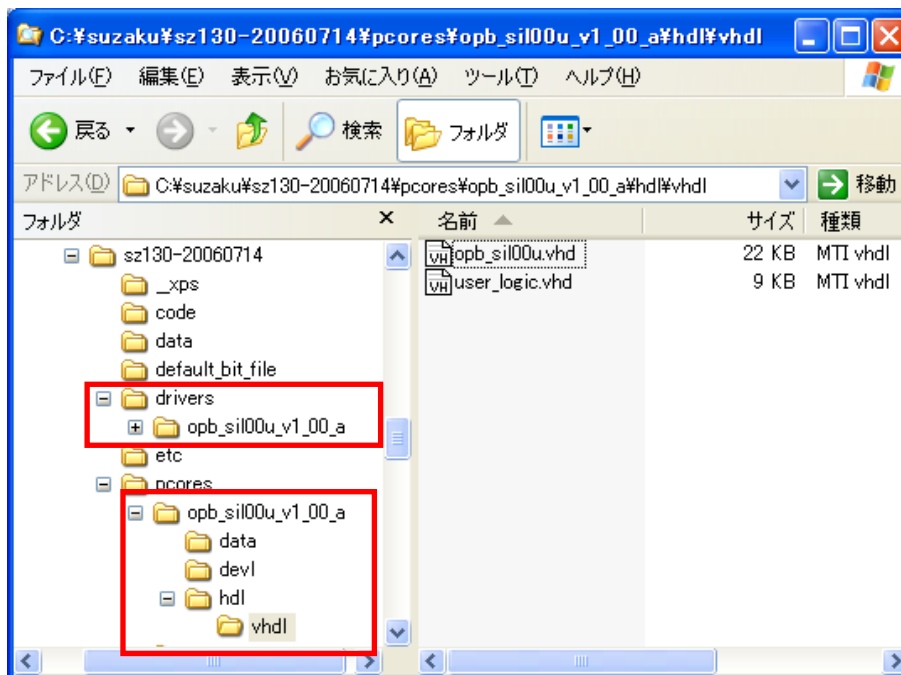 C:¥suzaku¥sz130-20060714¥pcores¥opb_sil00u_v1_00_a¥hdl¥vhdl
ファイル(F) 編集(E) 表示(V) お気に入り(A) ツール(T) ヘルプ(H)
戻る 検索 フォルダ
アドレス(D) C:¥suzaku¥sz130-20060714¥pcores¥opb_sil00u_v1_00_a¥hdl¥vhdl 移動
フォルダ × 名前 サイズ 種類
sz130-20060714
_xps
code
data
default_bit_file
drivers
opb_sil00u_v1_00_a
etc
pcores
opb_sil00u_v1_00_a
data
devl
hdl
vhdl
opb_sil00u.vhd 22 KB MTI vhdl
user_logic.vhd 9 KB MTI vhdl